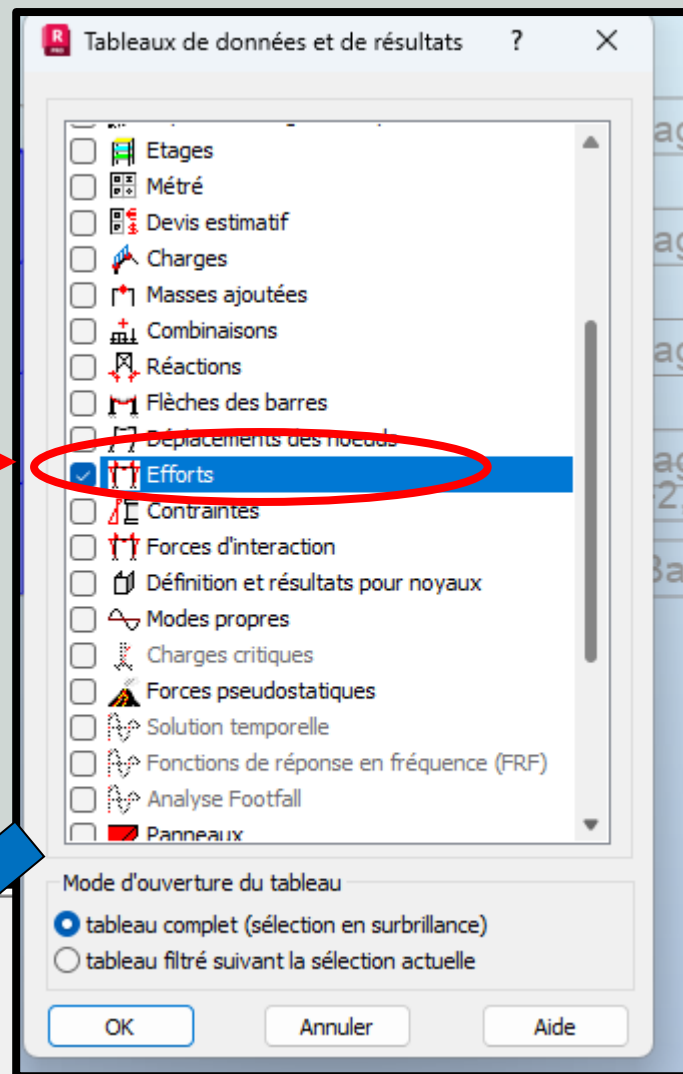 R
PRO
Tableaux de données et de résultats ? ×
Etages
Métré
Devis estimatif
Charges
Masses ajoutées
Combinaisons
Réactions
Flèches des barres
Déplacements des noeuds
Efforts
Contraintes
Forces d'interaction
Définition et résultats pour noyaux
Modes propres
Charges critiques
Forces pseudostatiques
Solution temporelle
Fonctions de réponse en fréquence (FRF)
Analyse Footfall
Panneaux
Mode d'ouverture du tableau
tableau complet (sélection en surbrillance)
tableau filtré suivant la sélection actuelle
OK Annuler Aide